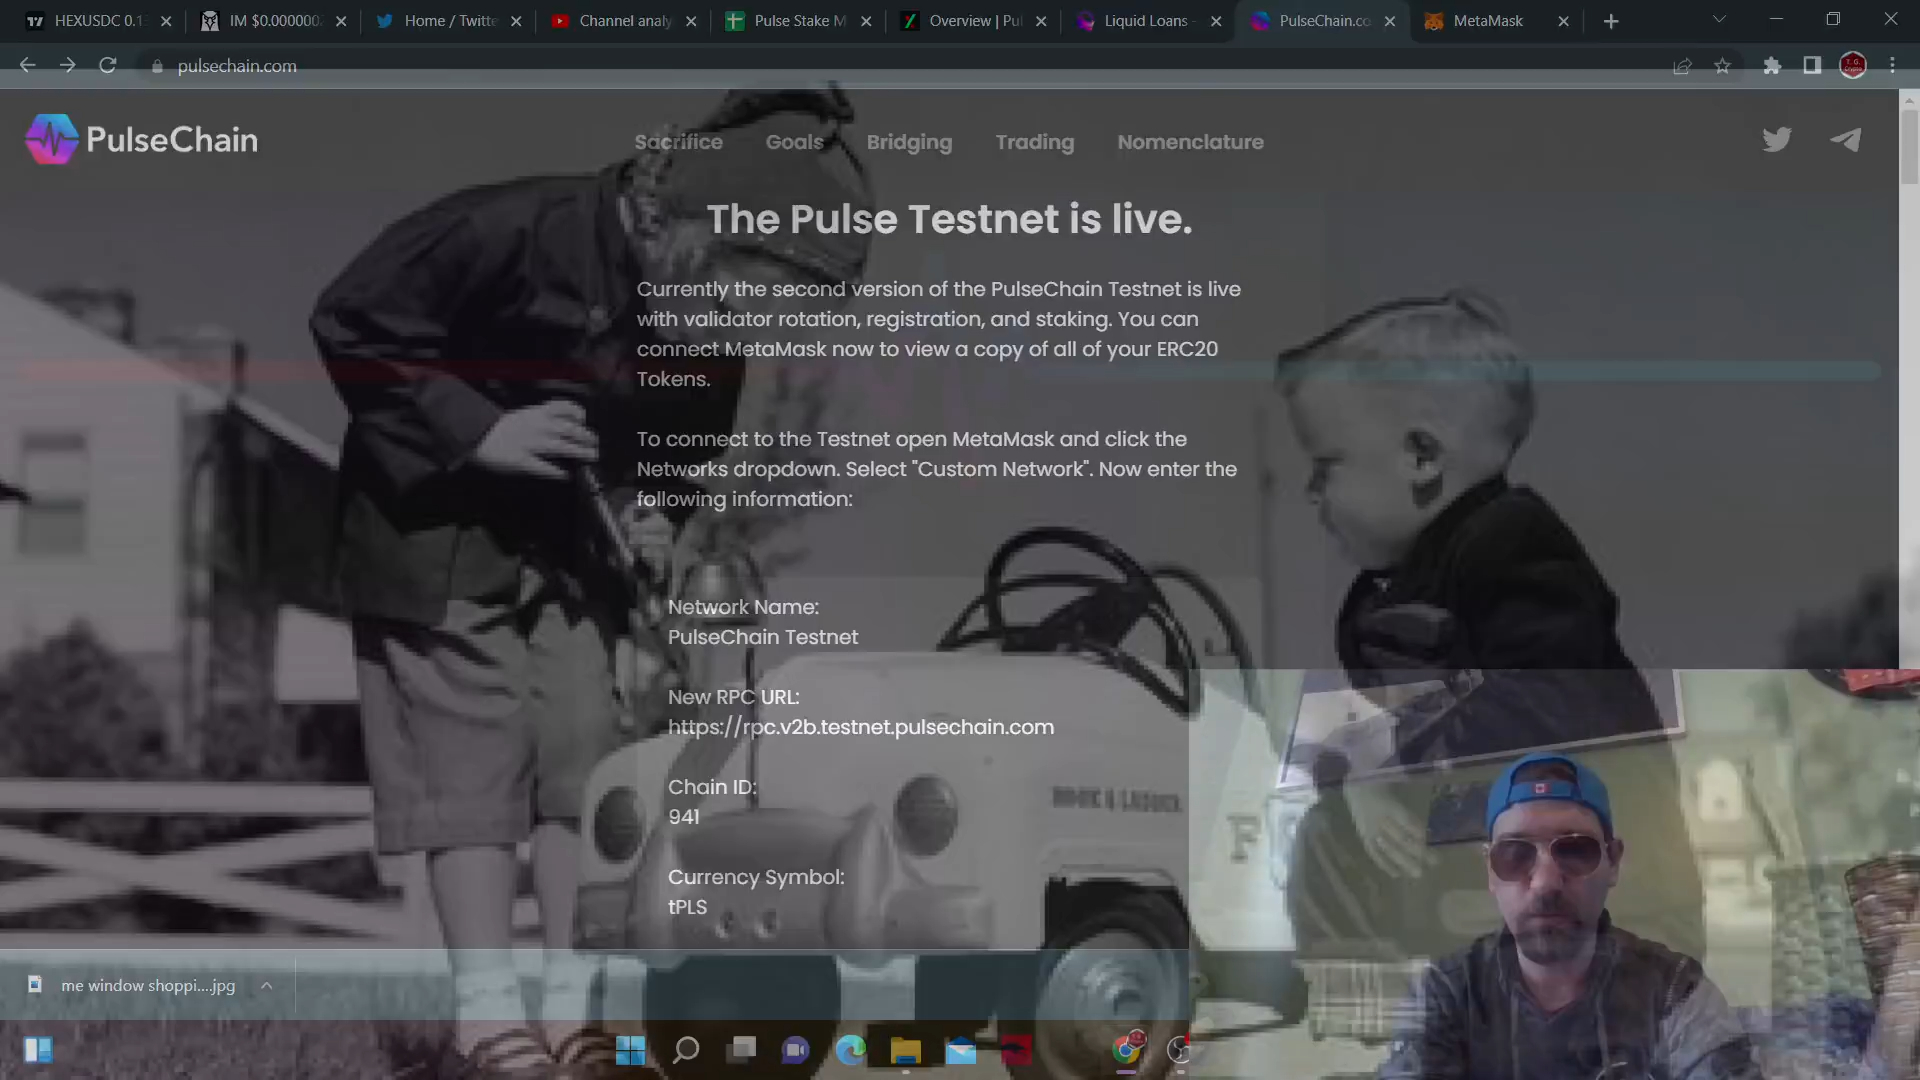 HEXUSDC 0.1
IM $0.000000
Home / Twitte
Channel analy
Pulse Stake M
Overview | Pul
Liquid Loans -
PulseChain.co
MetaMask
pulsechain.com
PulseChain
Sacrifice
Goals
Bridging
Trading
Nomenclature
The Pulse Testnet is live.
Currently the second version of the PulseChain Testnet is live
with validator rotation, registration, and staking. You can
connect MetaMask now to view a copy of all of your ERC20
Tokens.
To connect to the Testnet open MetaMask and click the
Networks dropdown. Select "Custom Network". Now enter the
following information:
Network Name:
PulseChain Testnet
New RPC URL:
https://rpc.v2b.testnet.pulsechain.com
Chain ID:
941
Currency Symbol:
tPLS
me window shoppi....jpg